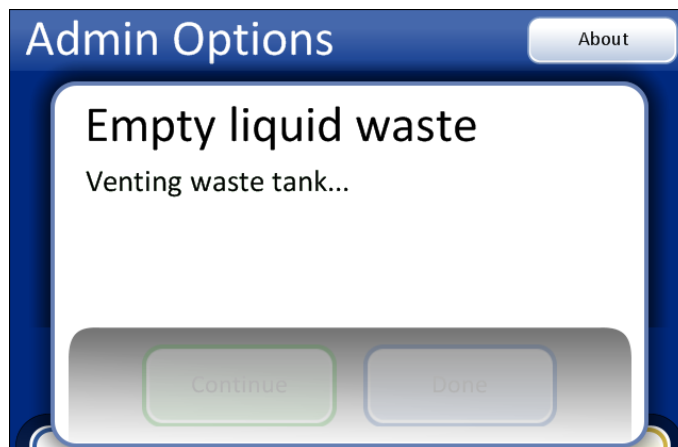 Admin Options
About
Empty liquid waste
Venting waste tank...
Continue
Done